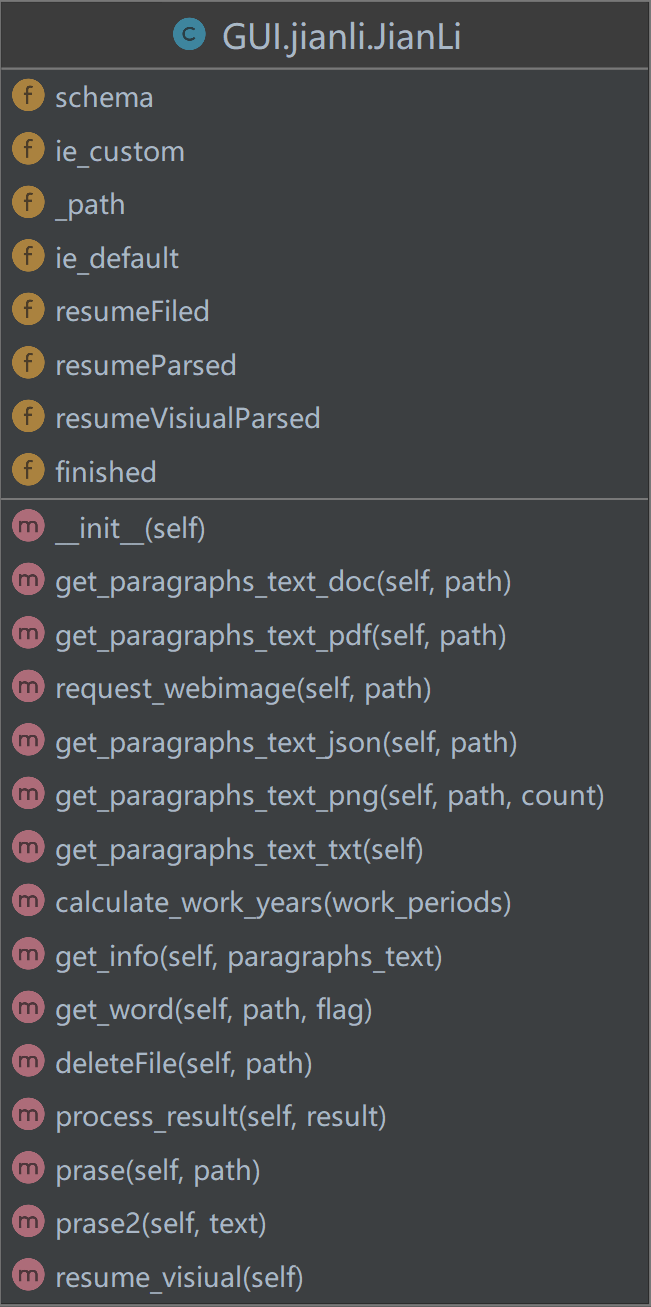 C GUI.jianli.JianLi
f schema
f ie_custom
f _path
f ie_default
f resumeFiled
f resumeParsed
f resumeVisiualParsed
f finished
m __init__(self)
m get_paragraphs_text_doc(self, path)
m get_paragraphs_text_pdf(self, path)
m request_webimage(self, path)
m get_paragraphs_text_json(self, path)
m get_paragraphs_text_png(self, path, count)
m get_paragraphs_text_txt(self)
m calculate_work_years(work_periods)
m get_info(self, paragraphs_text)
m get_word(self, path, flag)
m deleteFile(self, path)
m process_result(self, result)
m prase(self, path)
m prase2(self, text)
m resume_visiual(self)